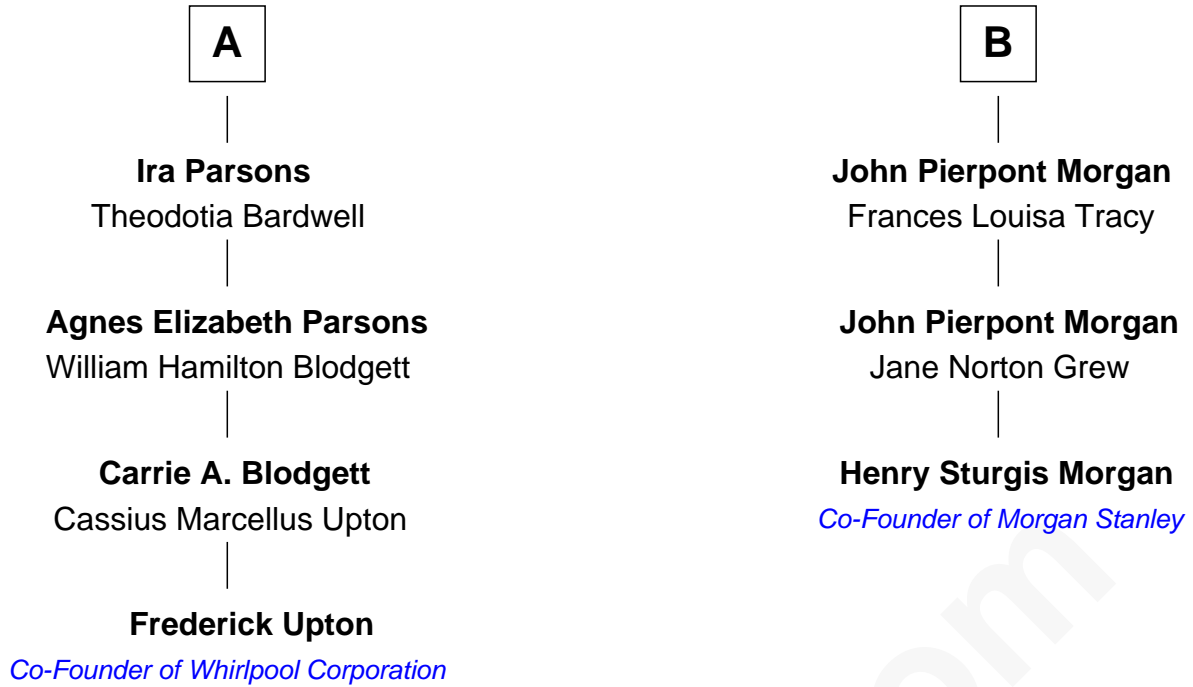 A
Ira Parsons
Theodotia Bardwell
Agnes Elizabeth Parsons
William Hamilton Blodgett
Carrie A. Blodgett
Cassius Marcellus Upton
Frederick Upton
Co-Founder of Whirlpool Corporation
B
John Pierpont Morgan
Frances Louisa Tracy
John Pierpont Morgan
Jane Norton Grew
Henry Sturgis Morgan
Co-Founder of Morgan Stanley
om